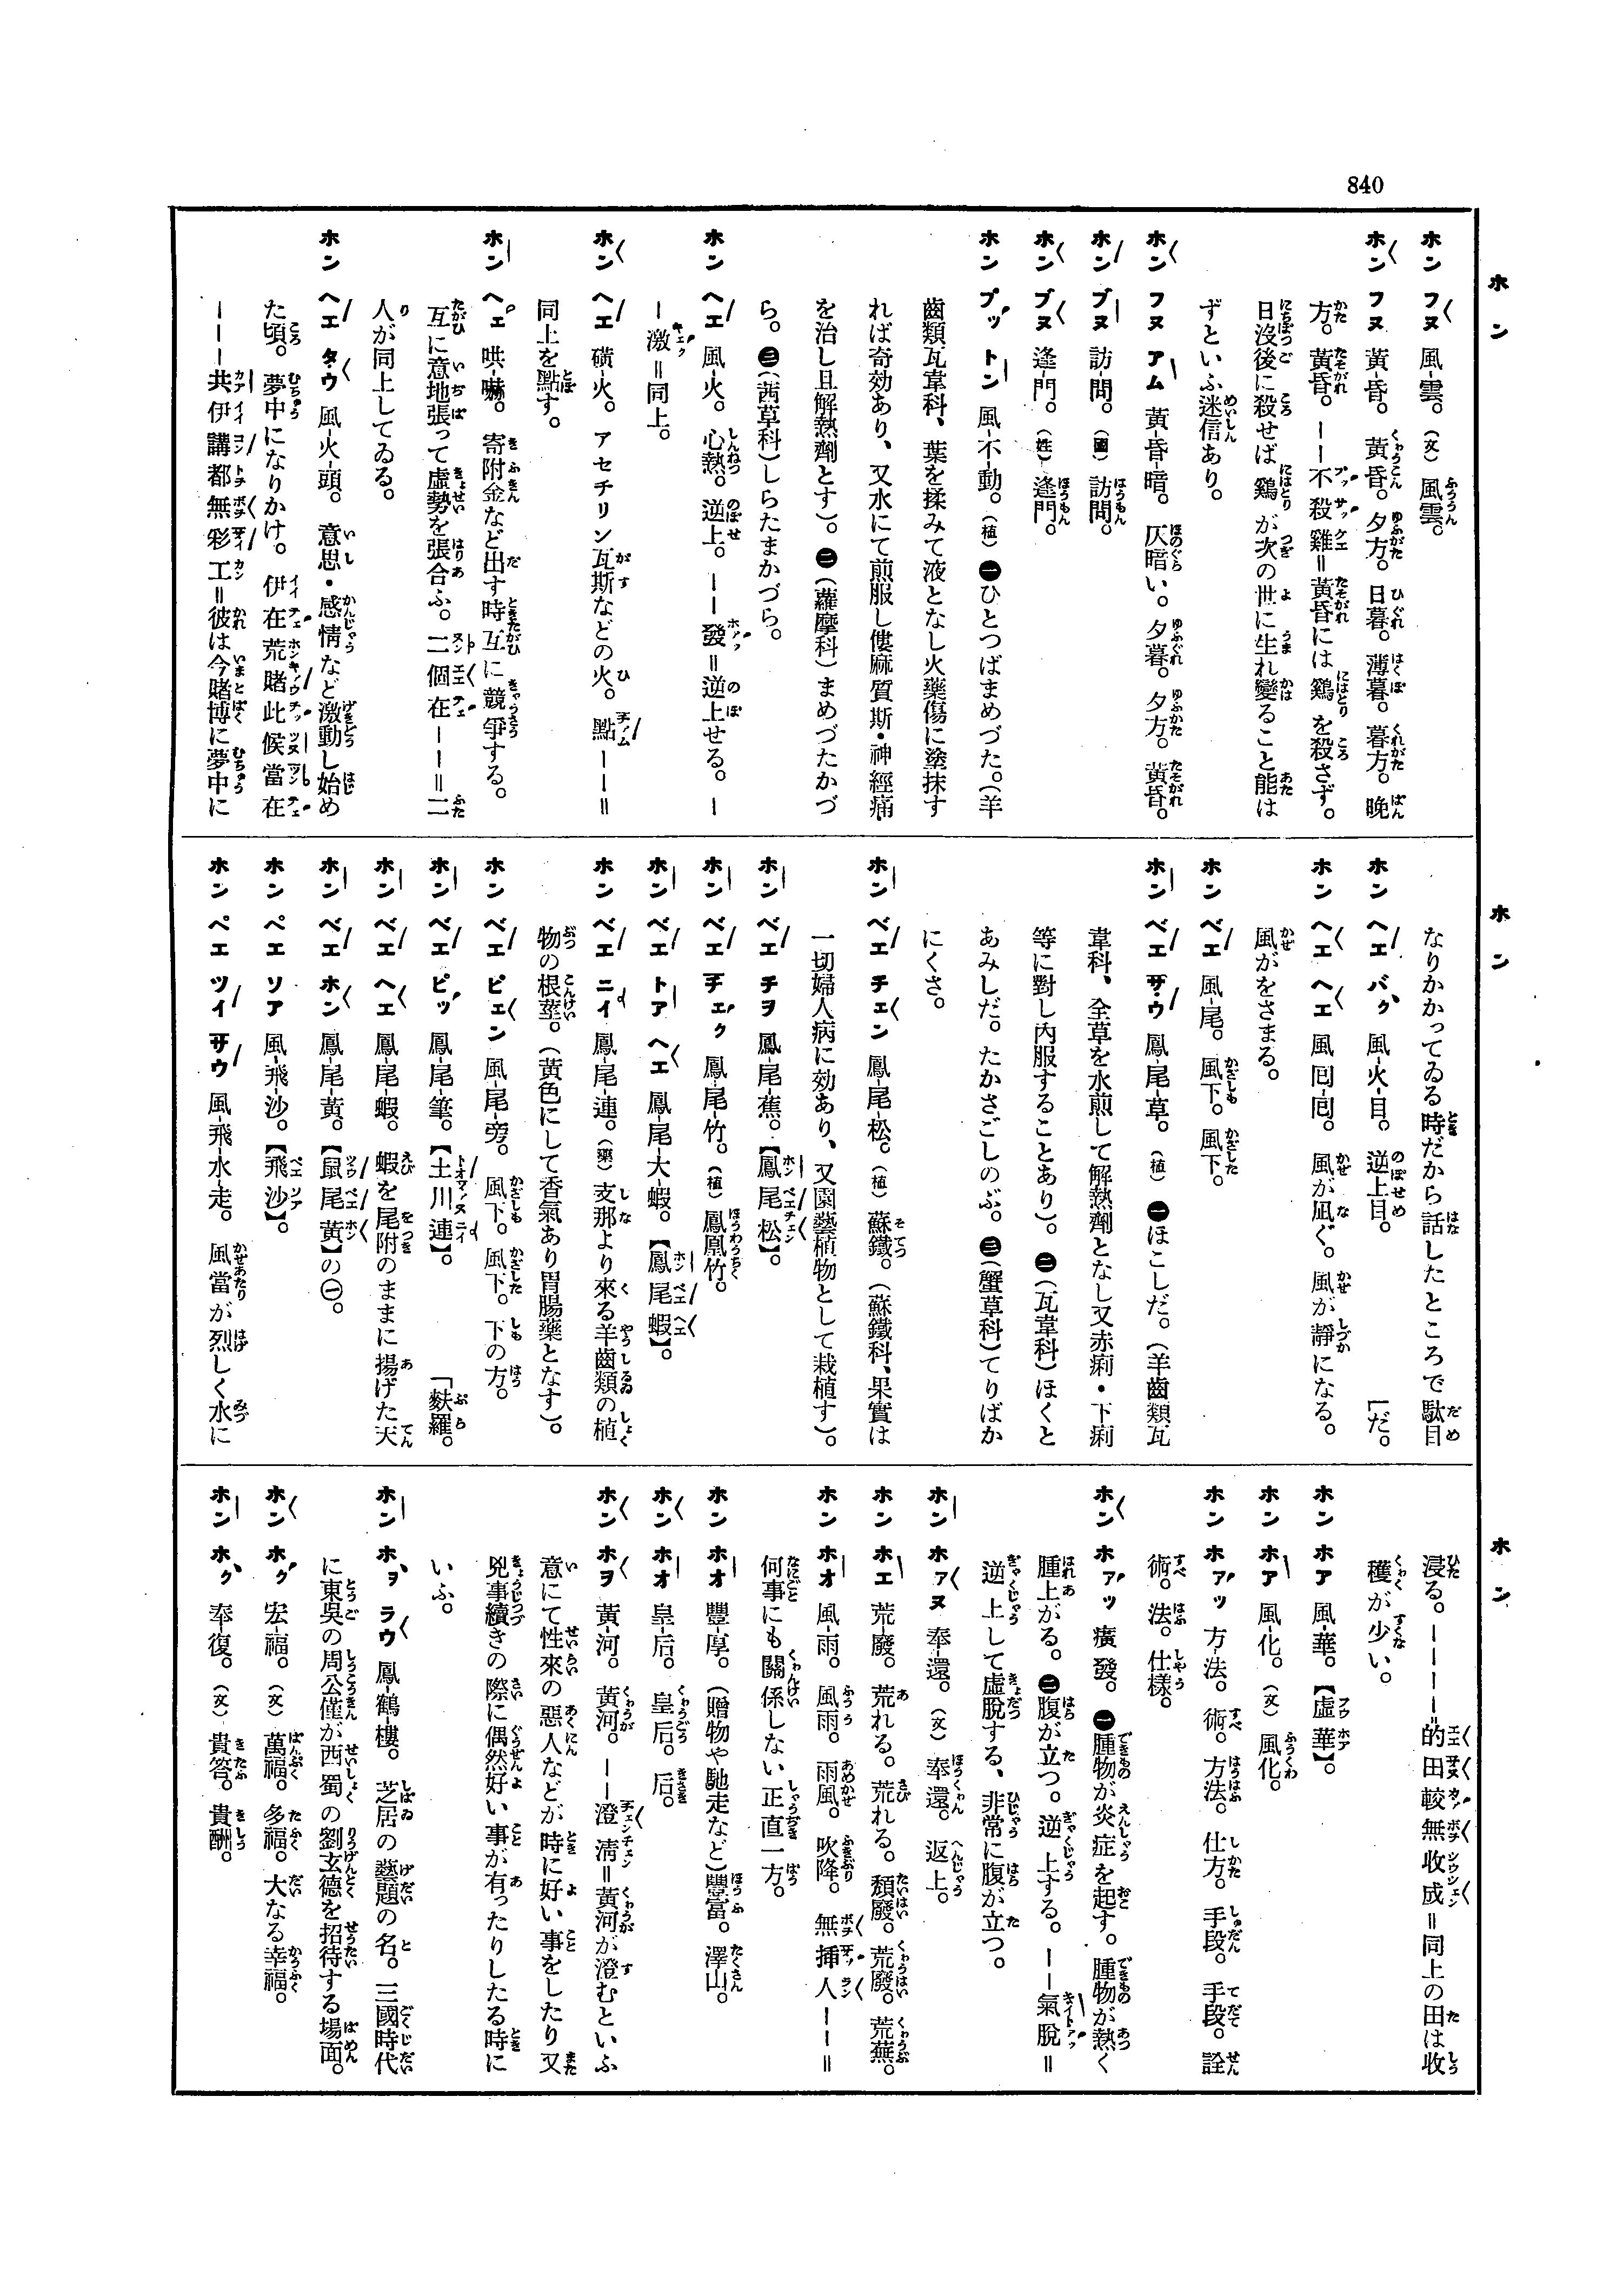 840
ホン
ホン フヌ 風-雲。(文)風雲。
ホン フヌ 黃-昏。黃昏。夕方。日暮。薄暮。暮方。晚
方。黃昏。――不殺雞=黃昏には鷄を殺さず。
日沒後に殺せば鷄が次の世に生れ變ること能は
ずといふ迷信あり。
ホン フヌ アム 黃-昏-暗。仄暗い。夕暮。夕方。黃昏。
ホン ブヌ 訪-問。(國)訪問。
ホン ブヌ 逢-門。(姓)逢門。
ホン プッ トン 風-不-動。(植)㊀ひとつばまめづた。(羊
齒類瓦韋科、葉を揉みて液となし火藥傷に塗抹す
れば奇効あり、又水にて煎服し僂麻質斯・神經痛
を治し且解熱劑とす)。㊁(蘿摩科)まめづたかづ
ら。㊂(茜草科)しらたまかづら。
ホン ヘエ 風-火。心熱。逆上。――發=逆上せる。―
―激=同上。
ホン ヘエ 磺-火。アセチリン瓦斯などの火。點――=
同上を點す。
ホン ヘェ 哄-嚇。寄附金など出す時互に競爭する。
互に意地張って虛勢を張合ふ。二個在――=二
人が同上してゐる。
ホン ヘエ タウ 風-火-頭。意思・感情など激動し始め
た頃。夢中になりかけ。伊在荒賭此候當在
―――共伊講都無彩工=彼は今賭博に夢中に
ホン
なりかかってゐる時だから話したところで駄目
ホン ヘエ バク 風-火-目。逆上目。 [だ。
ホン ヘエ ヘエ 風囘-囘。風が凪ぐ。風が靜になる。
風がをさまる。
ホン ベエ 風-尾。風下。風下。
ホン ベエ サウ 鳳-尾-草。(植)㊀ほこしだ。(羊齒類瓦
韋科、全草を水煎して解熱劑となし又赤痢・下痢
等に對し內服することあり)。㊁(瓦韋科)ほくと
あみしだ。たかさごしのぶ。㊂(蟹草科)てりばか
にくさ。
ホン ベエ チェン 鳳-尾-松。(植)蘇鐵。(蘇鐵科、果實は
一切婦人病に効あり、又園藝植物として栽植す)。
ホン ベエ チヲ 鳳-尾-蕉。【鳳尾松】。
ホン ベエ チェク 鳳-尾-竹。(植)鳳凰竹。
ホン ベエ トア ヘエ 鳳-尾-大-蝦。【鳳尾蝦】。
ホン ベエ ニイ 鳳-尾-連。(藥)支那より來る羊齒類の植
物の根莖。(黃色にして香氣あり胃腸藥となす)。
ホン ベエ ピェン 風-尾-旁。風下。風下。下の方。
ホン ベエ ピッ 鳳-尾-筆。【土川連】。 「麩羅。
ホン ベエ ヘエ 鳳-尾-蝦。蝦を尾附のままに揚げた天
ホン ベエ ホン 鳳-尾-黃。【鼠尾黃】の㊀。
ホン ペエ ソア 風-飛-沙。【飛沙】。
ホン ペエ ツイ サウ 風-飛-水-走。風當が烈しく水に
ホン
浸る。――――=的田較無收成=同上の田は收
穫が少い。
ホン ホア 風-華。【虛華】。
ホン ホア 風-化。(文)風化。
ホン ホァッ 方-法。術。方法。仕方。手段。手段。詮
術。法。仕樣。
ホン ホァッ 癀發。㊀腫物が炎症を起す。腫物が熱く
腫上がる。㊁腹が立つ。逆上する。――氣脫=
逆上して虛脫する、非常に腹が立つ。
ホン ホァヌ 奉-還。(文)奉還。返上。
ホン ホエ 荒-廢。荒れる。荒れる。頹廢。荒廢。荒蕪。
ホン ホオ 風-雨。風雨。雨風。吹降。無揷人――=
何事にも關係しない正直一方。
ホン ホオ 豐-厚。(贈物や馳走など)豐富。澤山。
ホン ホオ 皇-后。皇后。后。
ホン ホヲ 黃-河。黃河。――澄淸=黃河が澄むといふ
意にて性來の惡人などが時に好い事をしたり又
兇事續きの際に偶然好い事が有ったりしたる時に
いふ。
ホン ホヲ ラウ 鳳-鶴-樓。芝居の藝題の名。三國時代
に東吳の周公僅が西蜀の劉玄德を招待する場面。
ホン ホク 宏-福。(文)萬福。多福。大なる幸福。
ホン ホク 奉-復。(文)貴答。貴酬。